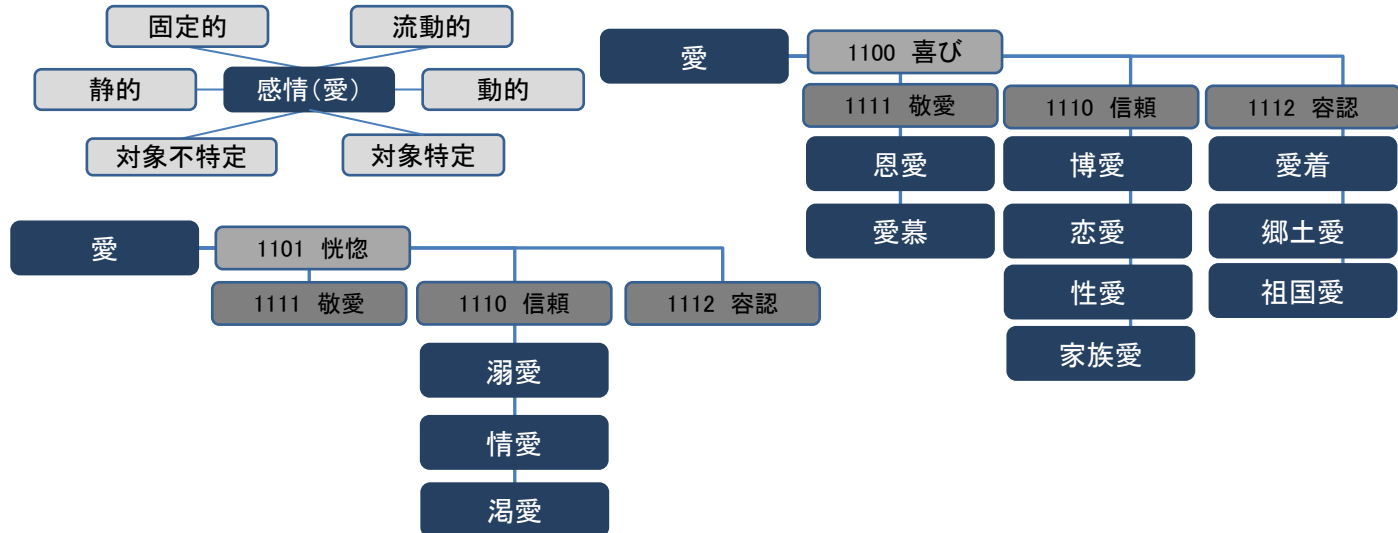 固定的
流動的
静的
感情(愛)
動的
対象不特定
対象特定
愛
1100 喜び
1111 敬愛
1110 信頼
1112 容認
恩愛
博愛
愛着
愛慕
恋愛
郷土愛
性愛
祖国愛
家族愛
愛
1101 恍惚
1111 敬愛
1110 信頼
1112 容認
溺愛
情愛
渇愛